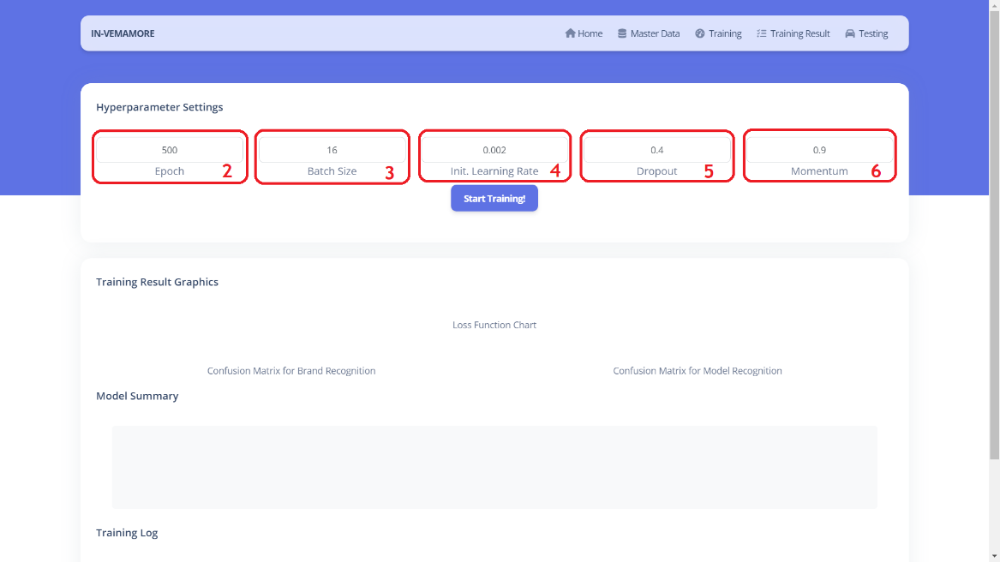 IN-VEMAMORE Home Master Data Training Training Result Testing
Hyperparameter Settings
500 16 0.002 0.4 0.9
Epoch 2 Batch Size 3 Init. Learning Rate 4 Dropout 5 Momentum 6
Start Training!
Training Result Graphics
Loss Function Chart
Confusion Matrix for Brand Recognition Confusion Matrix for Model Recognition
Model Summary
Training Log